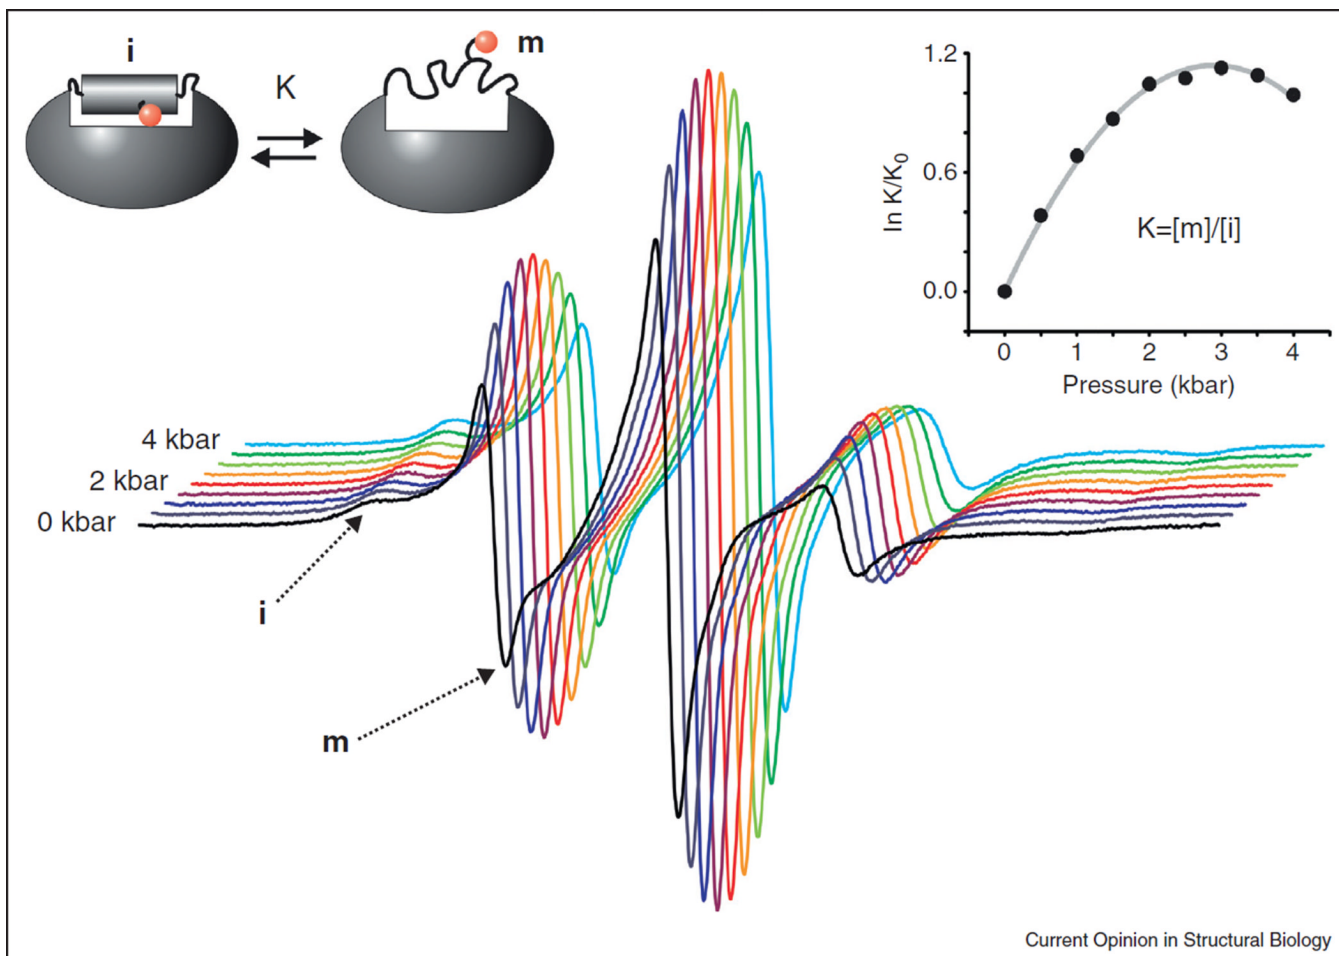 i
K
m
1.2
0.6
0.0
ln K/K₀
K=[m]/[i]
0 1 2 3 4
Pressure (kbar)
4 kbar
2 kbar
0 kbar
i
m
Current Opinion in Structural Biology